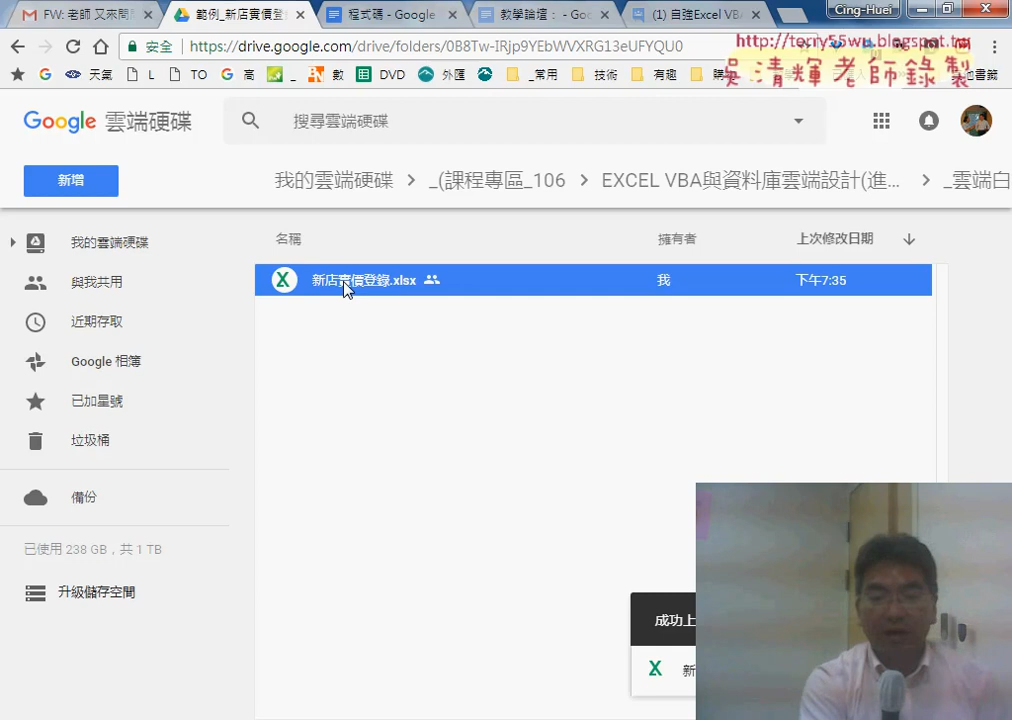 FW: 老師 又來問
範例_新店實價登
程式碼 - Google
教學論壇： - Goo
(1) 自強Excel VB
Cing-Huei
安全 https://drive.google.com/drive/folders/0B8Tw-IRjp9YEbWVXRG13eUFYQU0
http://terry55wu.blogspot.tw
天氣 L TO 高 數 DVD 外匯 _常用 技術 有趣
吳清輝老師錄製
Google 雲端硬碟
搜尋雲端硬碟
新增
我的雲端硬碟 > _(課程專區_106 > EXCEL VBA與資料庫雲端設計(進... > _雲端白
我的雲端硬碟
名稱 擁有者 上次修改日期
新店實價登錄.xlsx 我 下午7:35
與我共用
近期存取
Google 相簿
已加星號
垃圾桶
備份
已使用 238 GB，共 1 TB
升級儲存空間
成功上
新